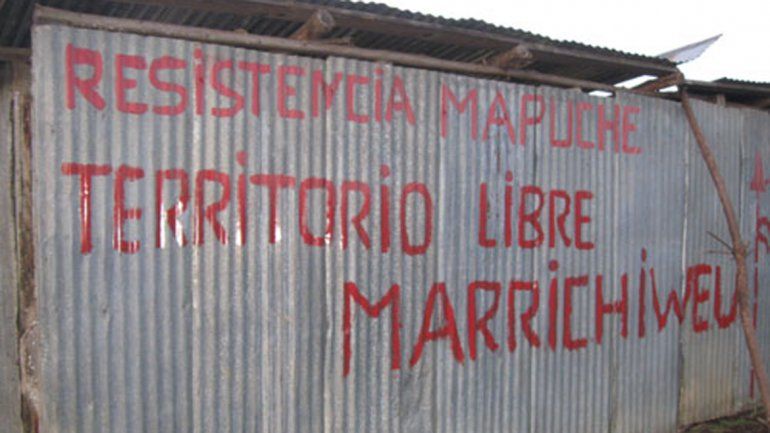 RESISTENCIA MAPUCHE.
TERRITORIO LIBRE
MARRICHIWEU